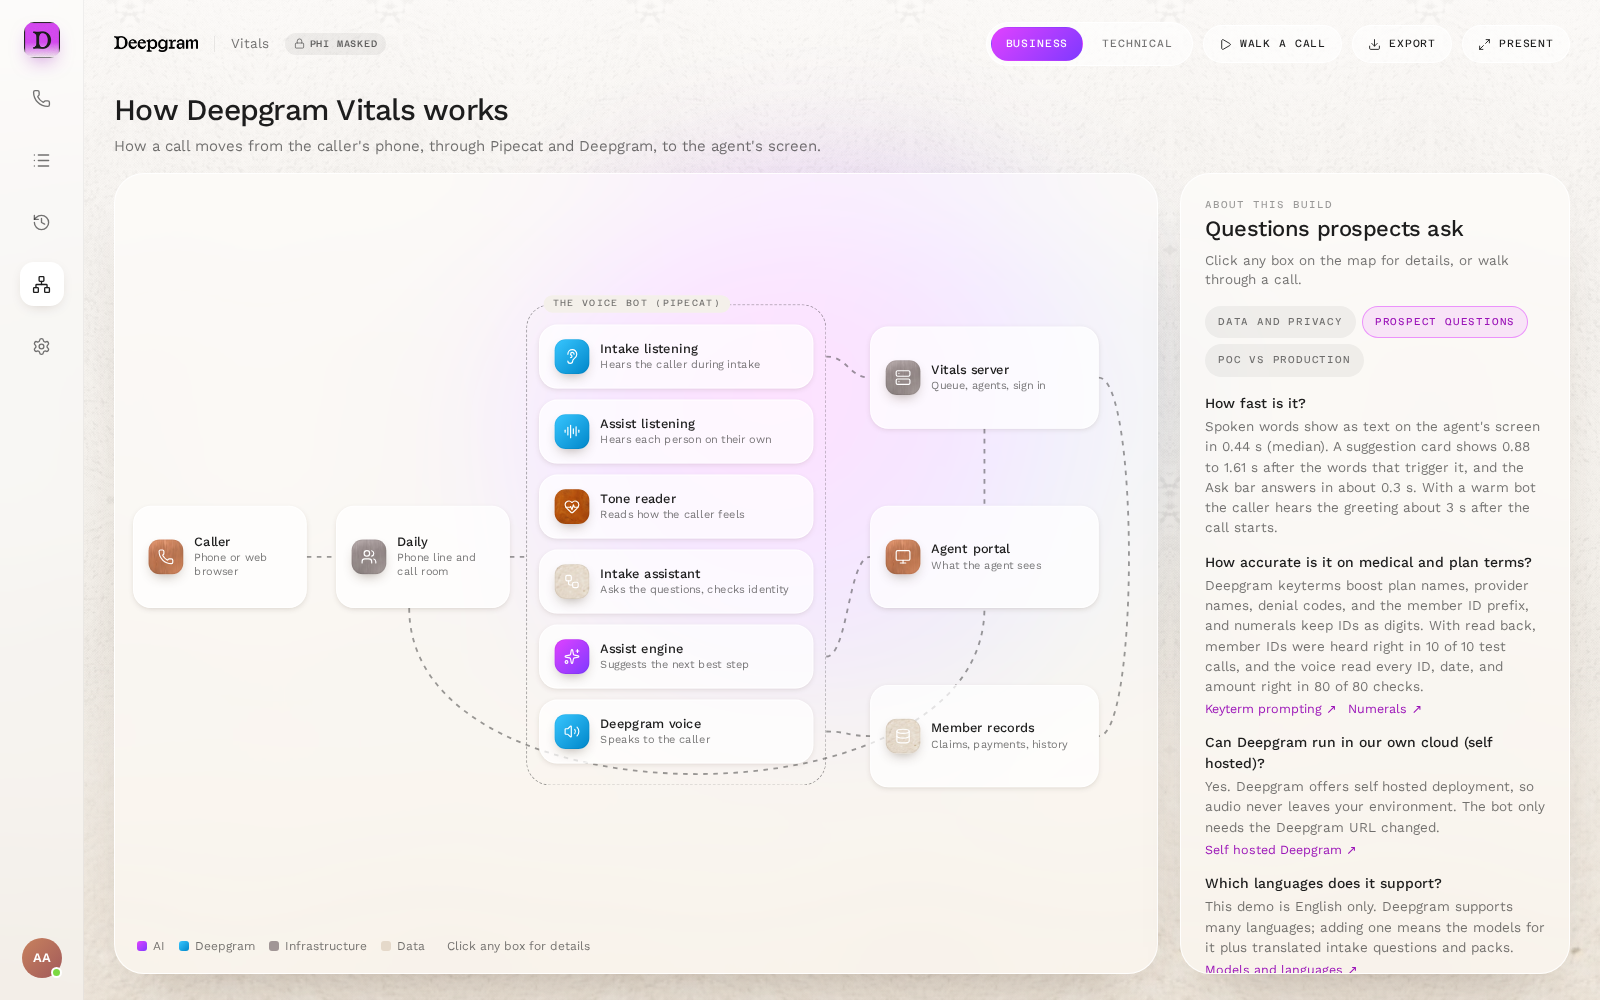 D
Deepgram
Vitals
PHI MASKED
BUSINESS
TECHNICAL
WALK A CALL
EXPORT
PRESENT
How Deepgram Vitals works
How a call moves from the caller's phone, through Pipecat and Deepgram, to the agent's screen.
THE VOICE BOT (PIPECAT)
Intake listening
Hears the caller during intake
Assist listening
Hears each person on their own
Tone reader
Reads how the caller feels
Intake assistant
Asks the questions, checks identity
Assist engine
Suggests the next best step
Deepgram voice
Speaks to the caller
Caller
Phone or web
browser
Daily
Phone line and
call room
Vitals server
Queue, agents, sign in
Agent portal
What the agent sees
Member records
Claims, payments, history
AI
Deepgram
Infrastructure
Data
Click any box for details
ABOUT THIS BUILD
Questions prospects ask
Click any box on the map for details, or walk
through a call.
DATA AND PRIVACY
PROSPECT QUESTIONS
POC VS PRODUCTION
How fast is it?
Spoken words show as text on the agent's screen
in 0.44 s (median). A suggestion card shows 0.88
to 1.61 s after the words that trigger it, and the
Ask bar answers in about 0.3 s. With a warm bot
the caller hears the greeting about 3 s after the
call starts.
How accurate is it on medical and plan terms?
Deepgram keyterms boost plan names, provider
names, denial codes, and the member ID prefix,
and numerals keep IDs as digits. With read back,
member IDs were heard right in 10 of 10 test
calls, and the voice read every ID, date, and
amount right in 80 of 80 checks.
Keyterm prompting ↗ Numerals ↗
Can Deepgram run in our own cloud (self
hosted)?
Yes. Deepgram offers self hosted deployment, so
audio never leaves your environment. The bot only
needs the Deepgram URL changed.
Self hosted Deepgram ↗
Which languages does it support?
This demo is English only. Deepgram supports
many languages; adding one means the models for
it plus translated intake questions and packs.
Models and languages ↗
AA